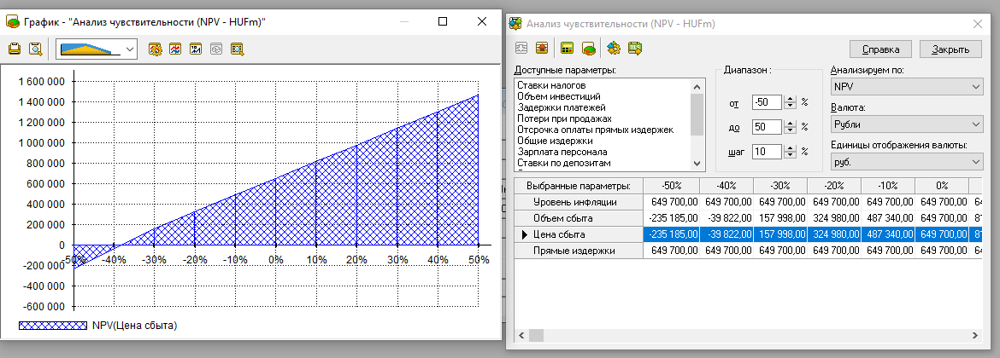 График - "Анализ чувствительности (NPV - HUFm)"
1 600 000
1 400 000
1 200 000
1 000 000
800 000
600 000
400 000
200 000
0
-200 000
-400 000
-600 000
-50% -40% -30% -20% -10% 0% 10% 20% 30% 40% 50%
NPV(Цена сбыта)
Анализ чувствительности (NPV - HUFm)
Справка Закрыть
Доступные параметры:
Ставки налогов
Объем инвестиций
Задержки платежей
Потери при продажах
Отсрочка оплаты прямых издержек
Общие издержки
Зарплата персонала
Ставки по депозитам
Диапазон :
от -50 %
до 50 %
шаг 10 %
Анализируем по:
NPV
Валюта:
Рубли
Единицы отображения валюты:
руб.
Выбранные параметры: -50% -40% -30% -20% -10% 0%
Уровень инфляции 649 700,00 649 700,00 649 700,00 649 700,00 649 700,00 649 700,00 64
Объем сбыта -235 185,00 -39 822,00 157 998,00 324 980,00 487 340,00 649 700,00 81
Цена сбыта -235 185,00 -39 822,00 157 998,00 324 980,00 487 340,00 649 700,00 81
Прямые издержки 649 700,00 649 700,00 649 700,00 649 700,00 649 700,00 649 700,00 64